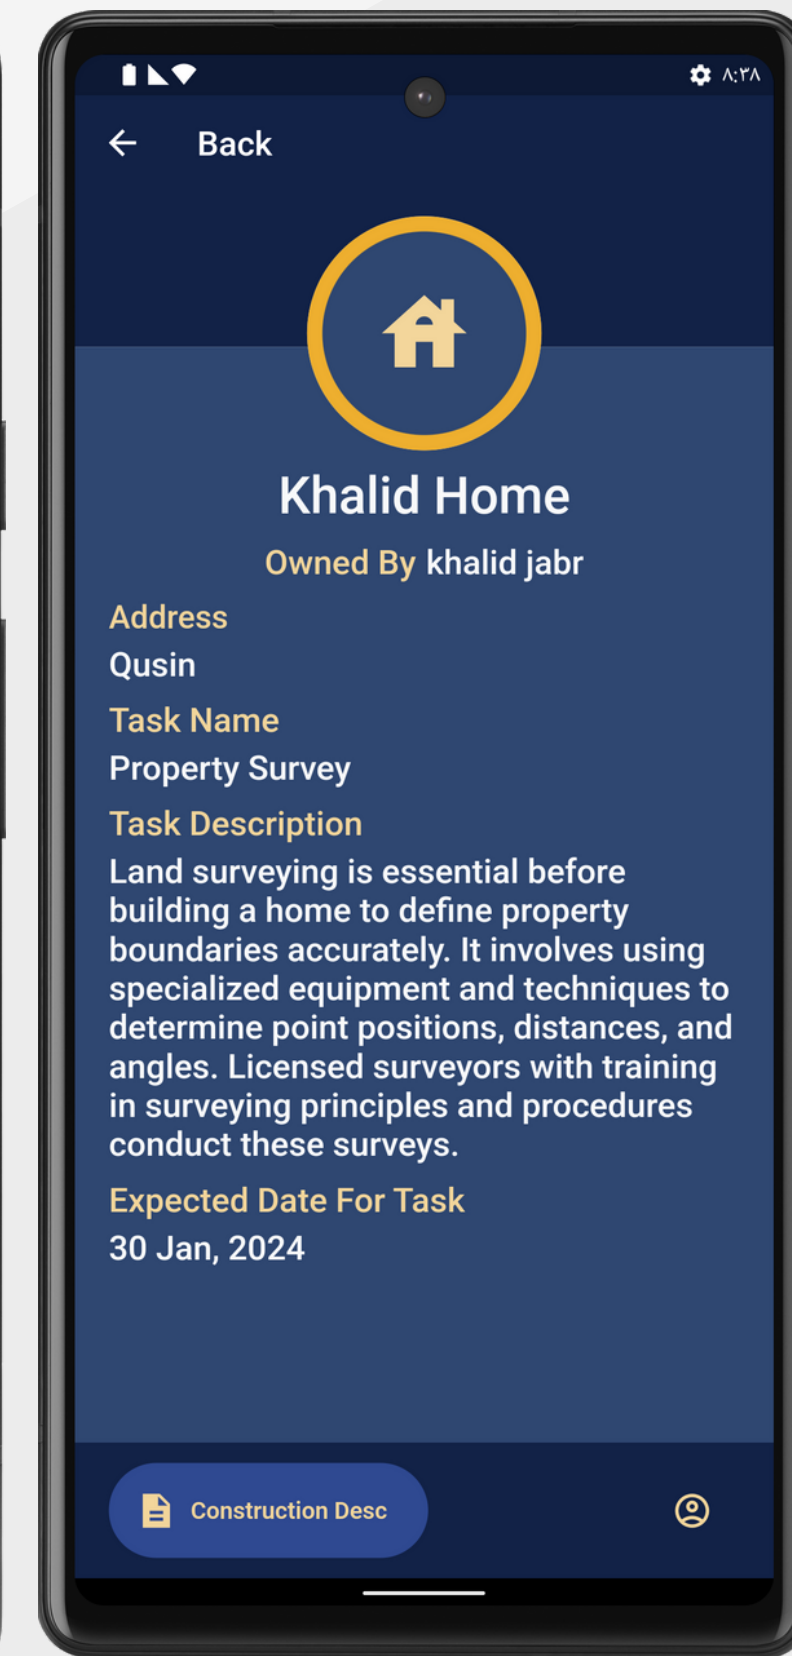 ٨:٣٨
Back
Khalid Home
Owned By khalid jabr
Address
Qusin
Task Name
Property Survey
Task Description
Land surveying is essential before
building a home to define property
boundaries accurately. It involves using
specialized equipment and techniques to
determine point positions, distances, and
angles. Licensed surveyors with training
in surveying principles and procedures
conduct these surveys.
Expected Date For Task
30 Jan, 2024
Construction Desc